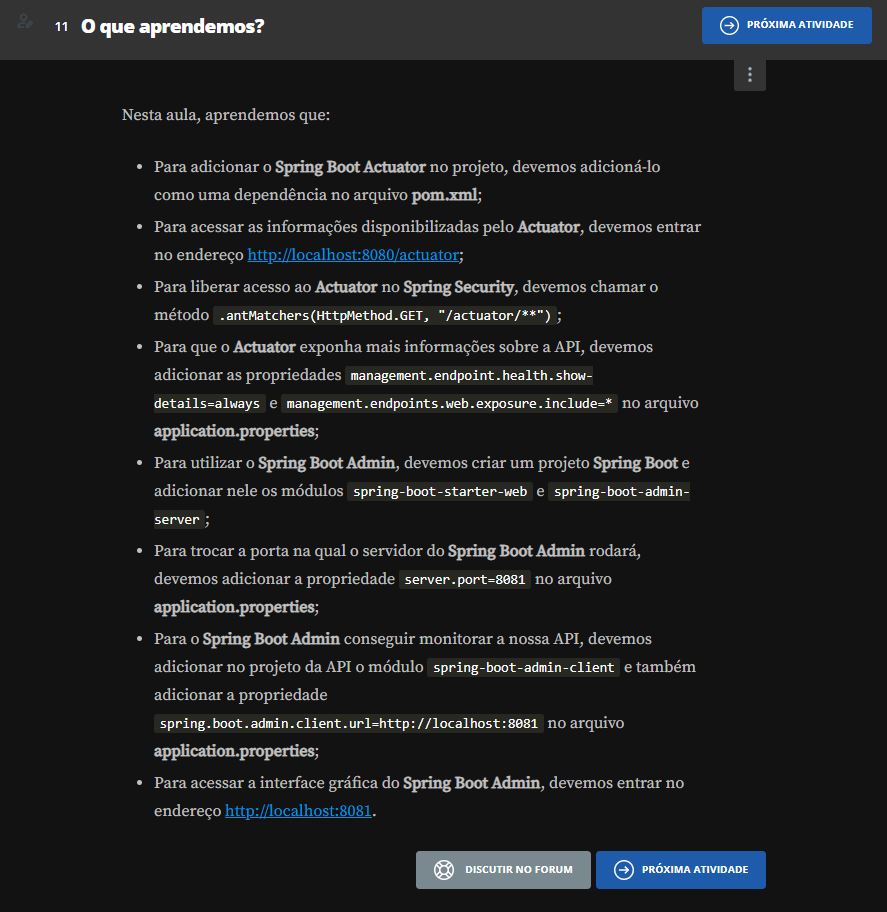 11 O que aprendemos?
PRÓXIMA ATIVIDADE
Nesta aula, aprendemos que:
• Para adicionar o Spring Boot Actuator no projeto, devemos adicioná-lo
como uma dependência no arquivo pom.xml;
• Para acessar as informações disponibilizadas pelo Actuator, devemos entrar
no endereço http://localhost:8080/actuator;
• Para liberar acesso ao Actuator no Spring Security, devemos chamar o
método .antMatchers(HttpMethod.GET, "/actuator/**");
• Para que o Actuator exponha mais informações sobre a API, devemos
adicionar as propriedades management.endpoint.health.show-
details=always e management.endpoints.web.exposure.include=* no arquivo
application.properties;
• Para utilizar o Spring Boot Admin, devemos criar um projeto Spring Boot e
adicionar nele os módulos spring-boot-starter-web e spring-boot-admin-
server;
• Para trocar a porta na qual o servidor do Spring Boot Admin rodará,
devemos adicionar a propriedade server.port=8081 no arquivo
application.properties;
• Para o Spring Boot Admin conseguir monitorar a nossa API, devemos
adicionar no projeto da API o módulo spring-boot-admin-client e também
adicionar a propriedade
spring.boot.admin.client.url=http://localhost:8081 no arquivo
application.properties;
• Para acessar a interface gráfica do Spring Boot Admin, devemos entrar no
endereço http://localhost:8081.
DISCUTIR NO FORUM
PRÓXIMA ATIVIDADE